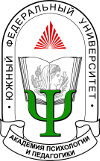 ЮЖНЫЙ ФЕДЕРАЛЬНЫЙ УНИВЕРСИТЕТ
АКАДЕМИЯ ПСИХОЛОГИИ
И ПЕДАГОГИКИ